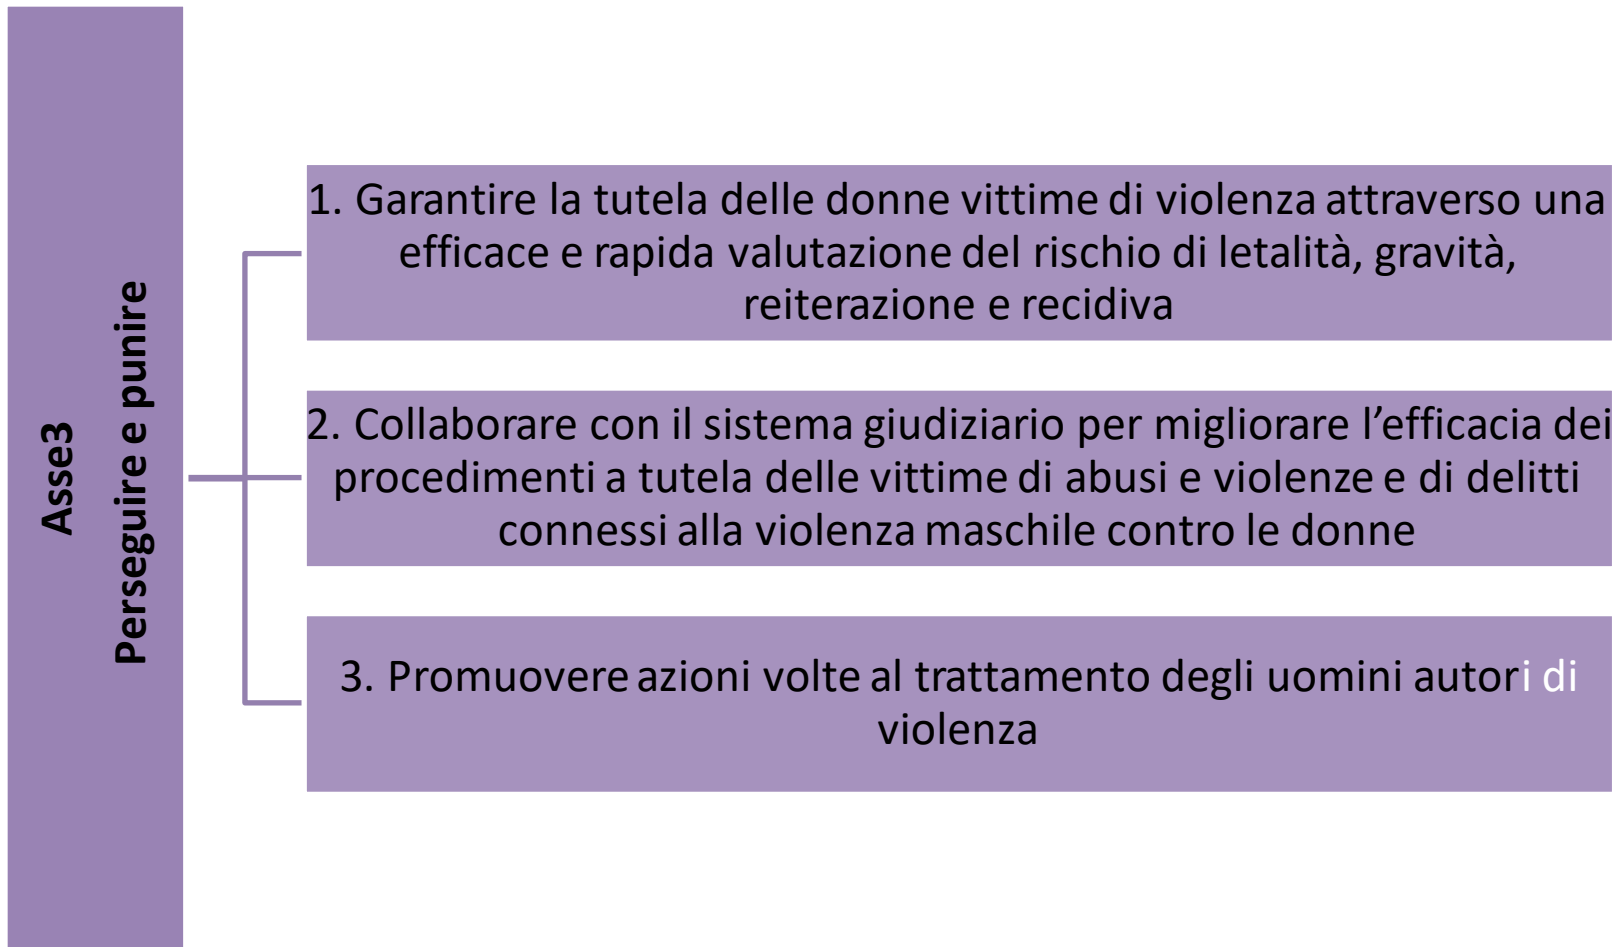 Asse3
Perseguire e punire
1. Garantire la tutela delle donne vittime di violenza attraverso una
efficace e rapida valutazione del rischio di letalità, gravità,
reiterazione e recidiva
2. Collaborare con il sistema giudiziario per migliorare l’efficacia dei
procedimenti a tutela delle vittime di abusi e violenze e di delitti
connessi alla violenza maschile contro le donne
3. Promuovere azioni volte al trattamento degli uomini autori di
violenza